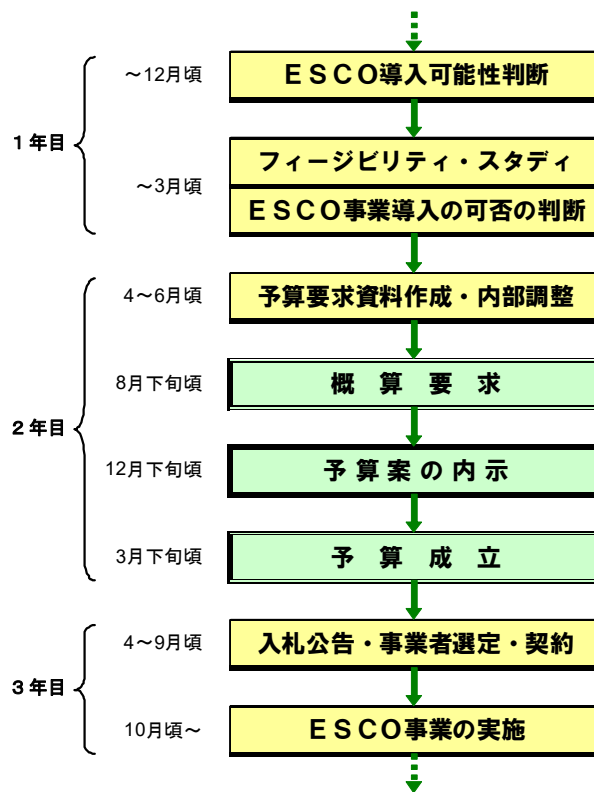 1年目
～12月頃
ＥＳＣＯ導入可能性判断
～3月頃
フィージビリティ・スタディ
ＥＳＣＯ事業導入の可否の判断
2年目
4～6月頃
予算要求資料作成・内部調整
8月下旬頃
概算要求
12月下旬頃
予算案の内示
3月下旬頃
予算成立
3年目
4～9月頃
入札公告・事業者選定・契約
10月頃～
ＥＳＣＯ事業の実施